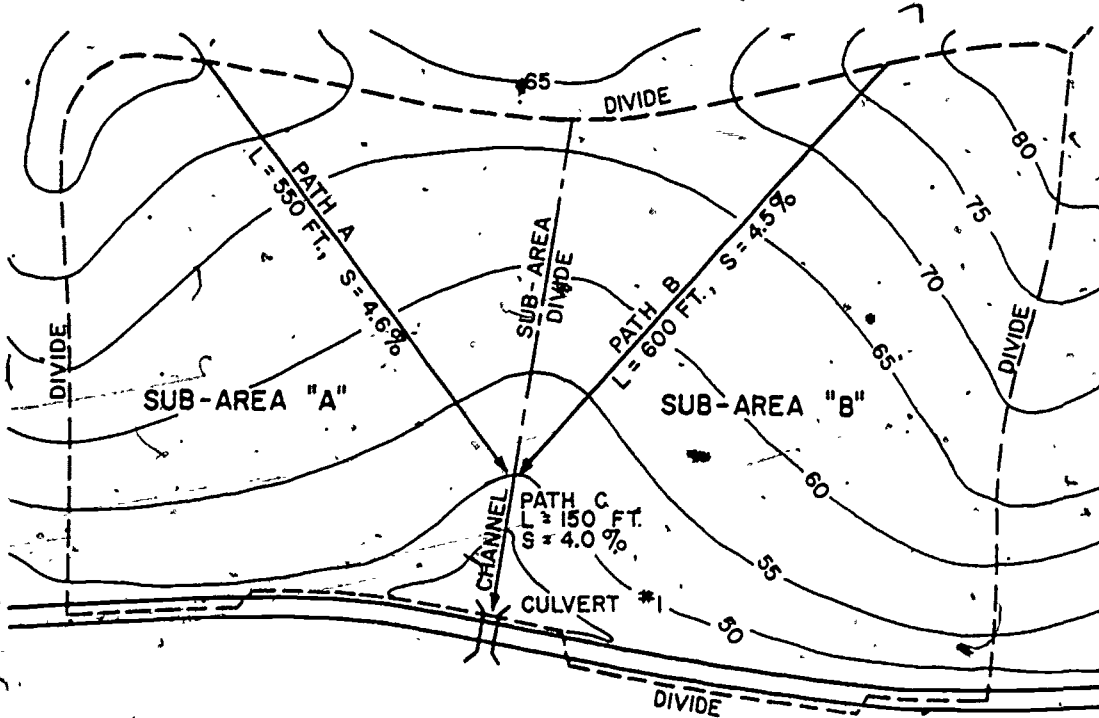 65
DIVIDE
80
75
70
65
60
55
50
PATH A
L = 550 FT., S = 4.6%
SUB-AREA
DIVIDE
PATH B
L = 600 FT., S = 4.5%
DIVIDE
DIVIDE
SUB-AREA "A"
SUB-AREA "B"
CHANNEL
PATH C
L = 150 FT.
S = 4.0 %
CULVERT #1
DIVIDE